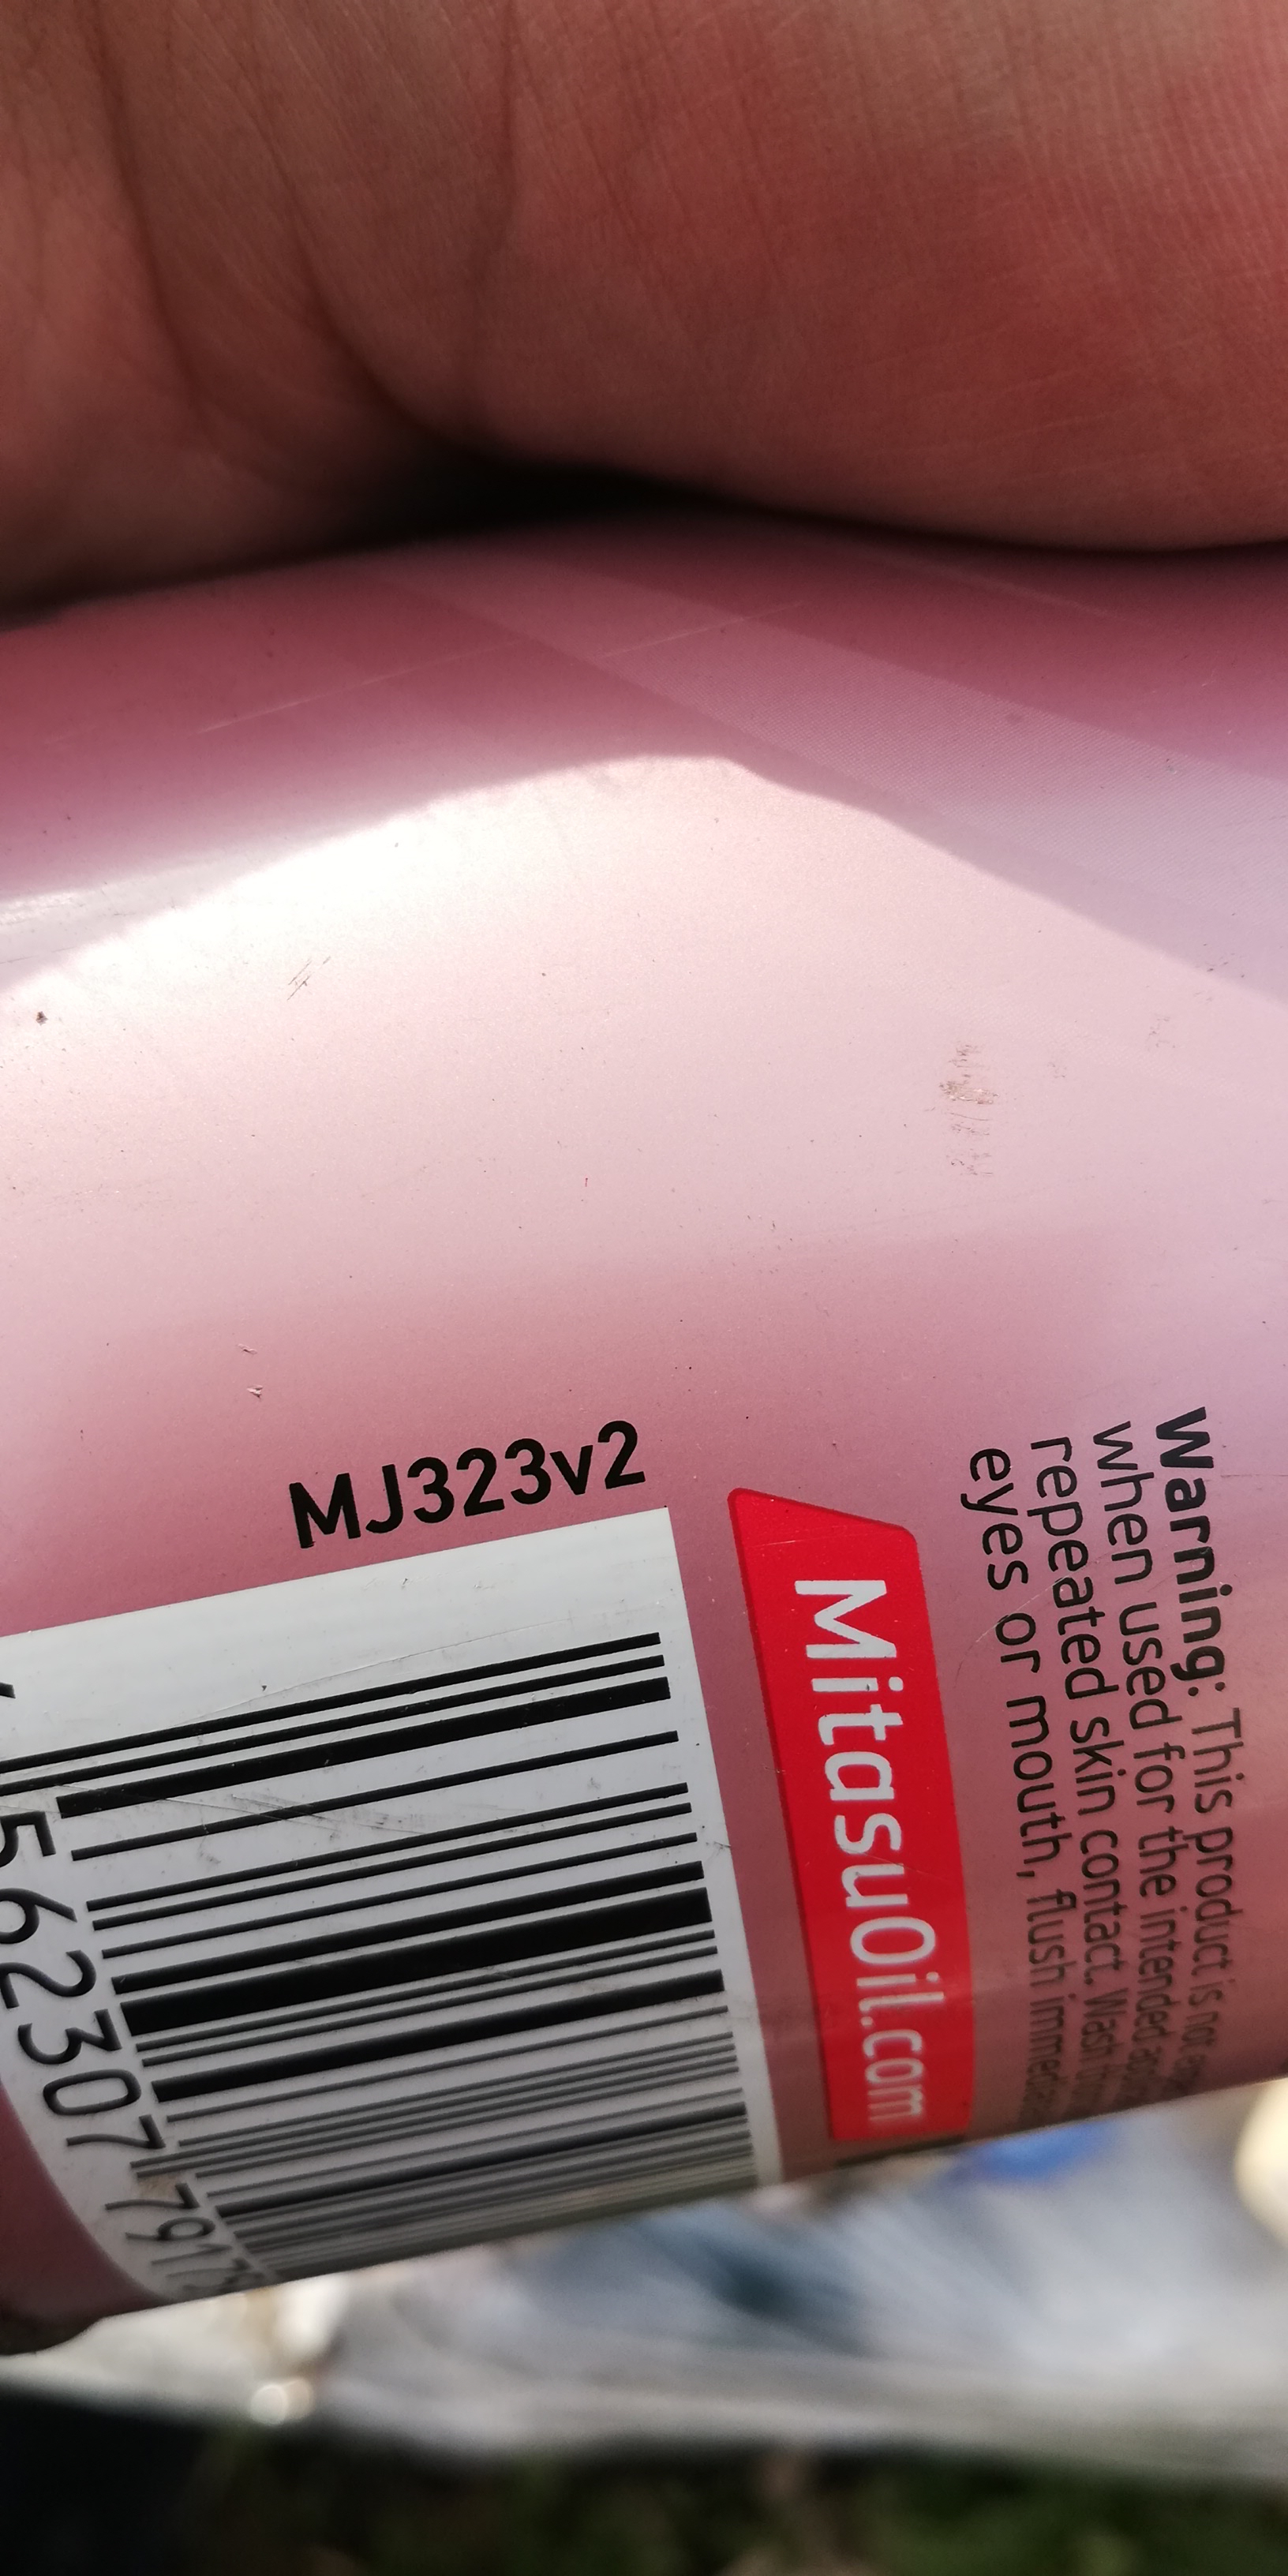 Warning: This product is not
when used for the intended
repeated skin contact. Wash
eyes or mouth, flush
MitasuOil.com
MJ323v2
562307